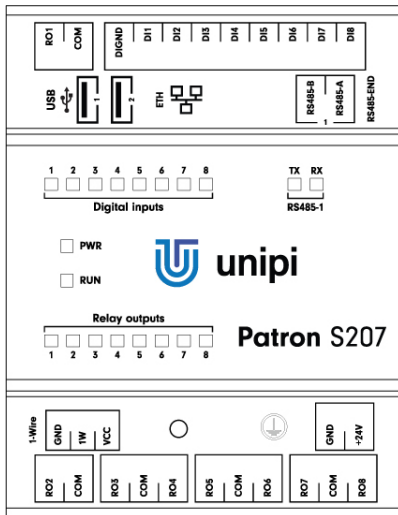 RO1 COM DIGND DI1 DI2 DI3 DI4 DI5 DI6 DI7 DI8
USB 1 2 ETH RS485-B RS485-A RS485-END
1
1 2 3 4 5 6 7 8 TX RX
Digital inputs RS485-1
PWR
unipi
RUN
Relay outputs
Patron S207
1 2 3 4 5 6 7 8
1-Wire GND 1W VCC GND +24V
RO2 COM RO3 COM RO4 RO5 COM RO6 RO7 COM RO8